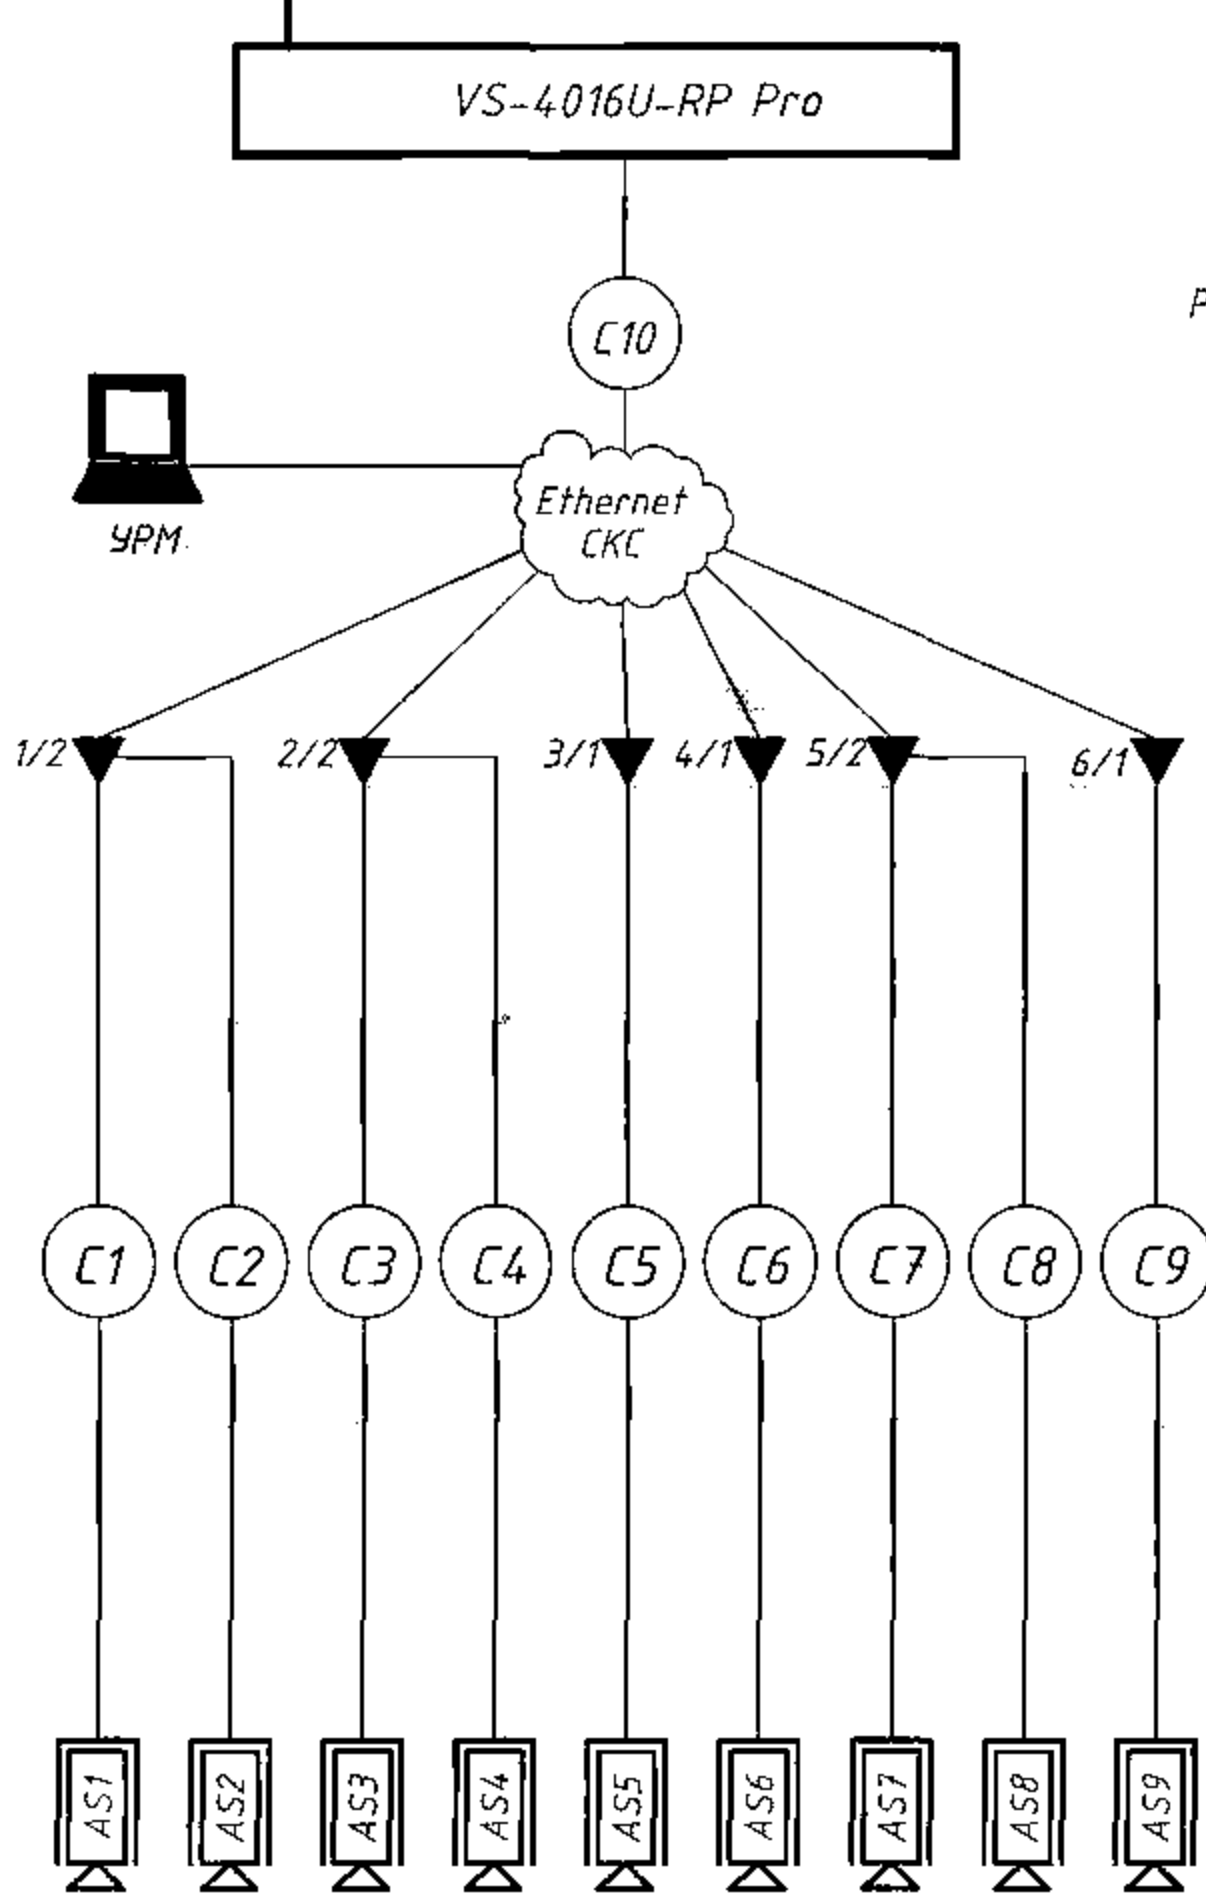 VS-4016U-RP Pro
C10
P
УРМ
Ethernet
СКС
1/2
2/2
3/1
4/1
5/2
6/1
C1
C2
C3
C4
C5
C6
C7
C8
C9
AS1
AS2
AS3
AS4
AS5
AS6
AS7
AS8
AS9